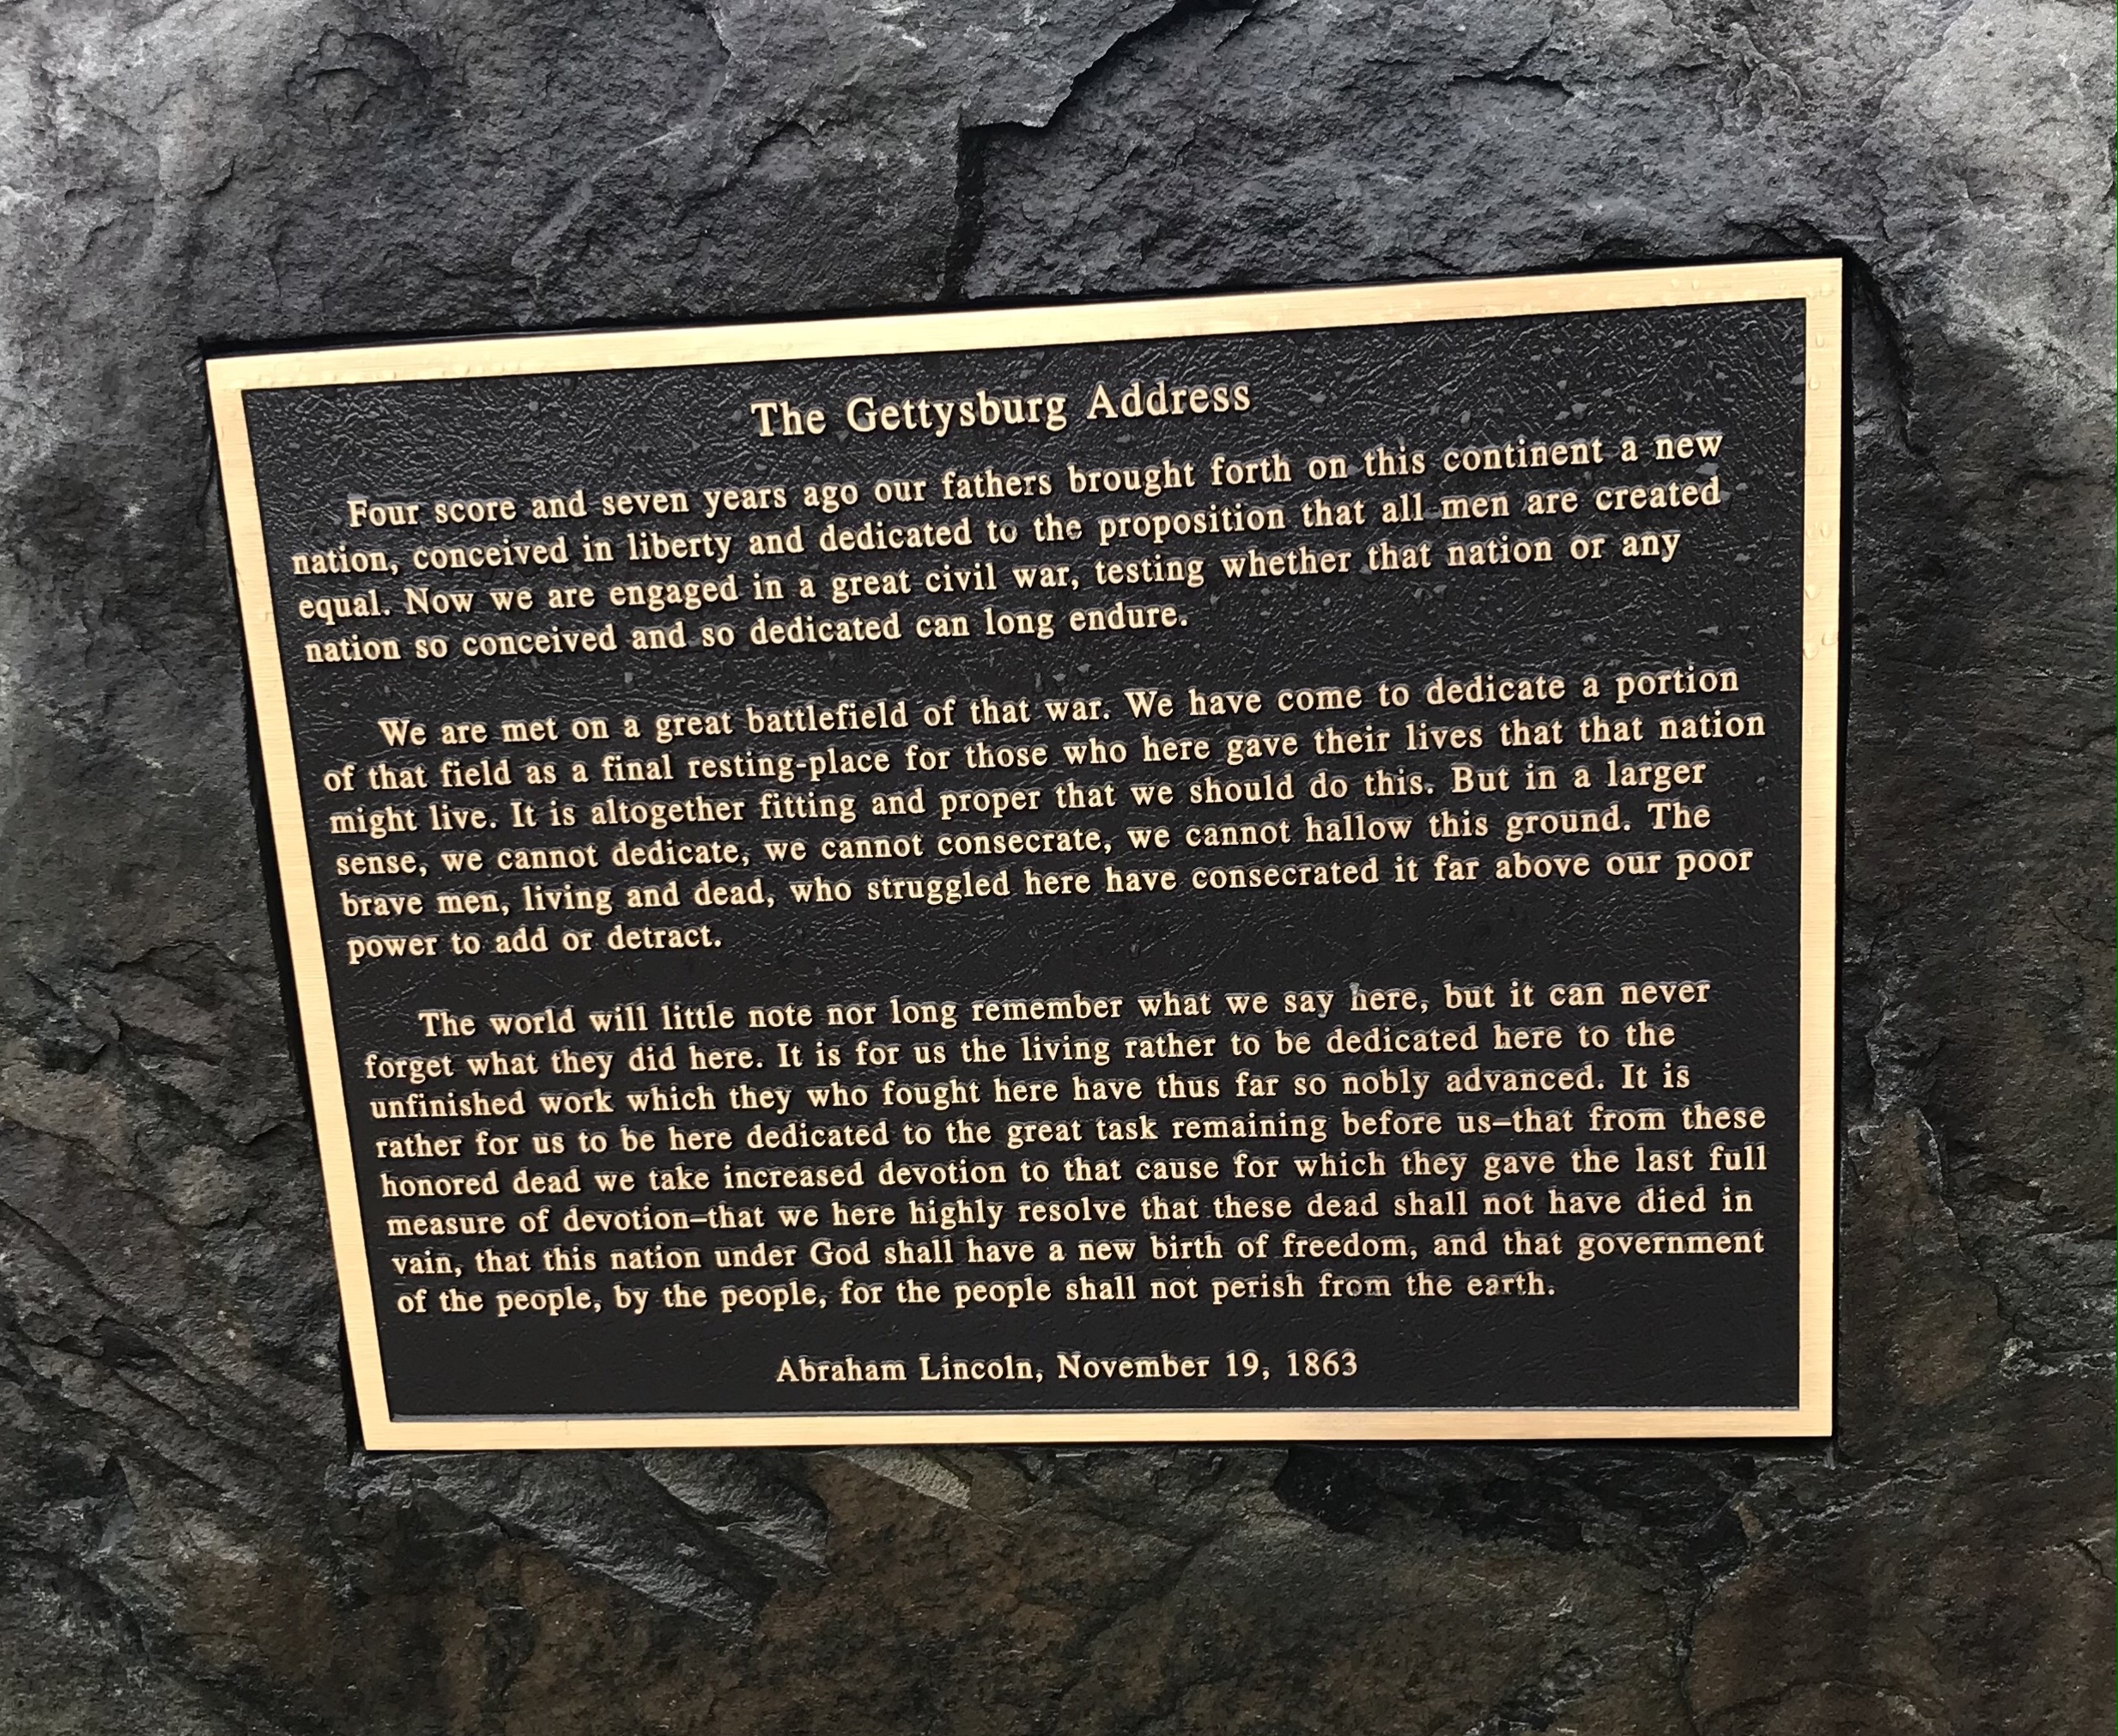 The Gettysburg Address
Four score and seven years ago our fathers brought forth on this continent a new
nation, conceived in liberty and dedicated to the proposition that all men are created
equal. Now we are engaged in a great civil war, testing whether that nation or any
nation so conceived and so dedicated can long endure.
We are met on a great battlefield of that war. We have come to dedicate a portion
of that field as a final resting-place for those who here gave their lives that that nation
might live. It is altogether fitting and proper that we should do this. But in a larger
sense, we cannot dedicate, we cannot consecrate, we cannot hallow this ground. The
brave men, living and dead, who struggled here have consecrated it far above our poor
power to add or detract.
The world will little note nor long remember what we say here, but it can never
forget what they did here. It is for us the living rather to be dedicated here to the
unfinished work which they who fought here have thus far so nobly advanced. It is
rather for us to be here dedicated to the great task remaining before us–that from these
honored dead we take increased devotion to that cause for which they gave the last full
measure of devotion–that we here highly resolve that these dead shall not have died in
vain, that this nation under God shall have a new birth of freedom, and that government
of the people, by the people, for the people shall not perish from the earth.
Abraham Lincoln, November 19, 1863